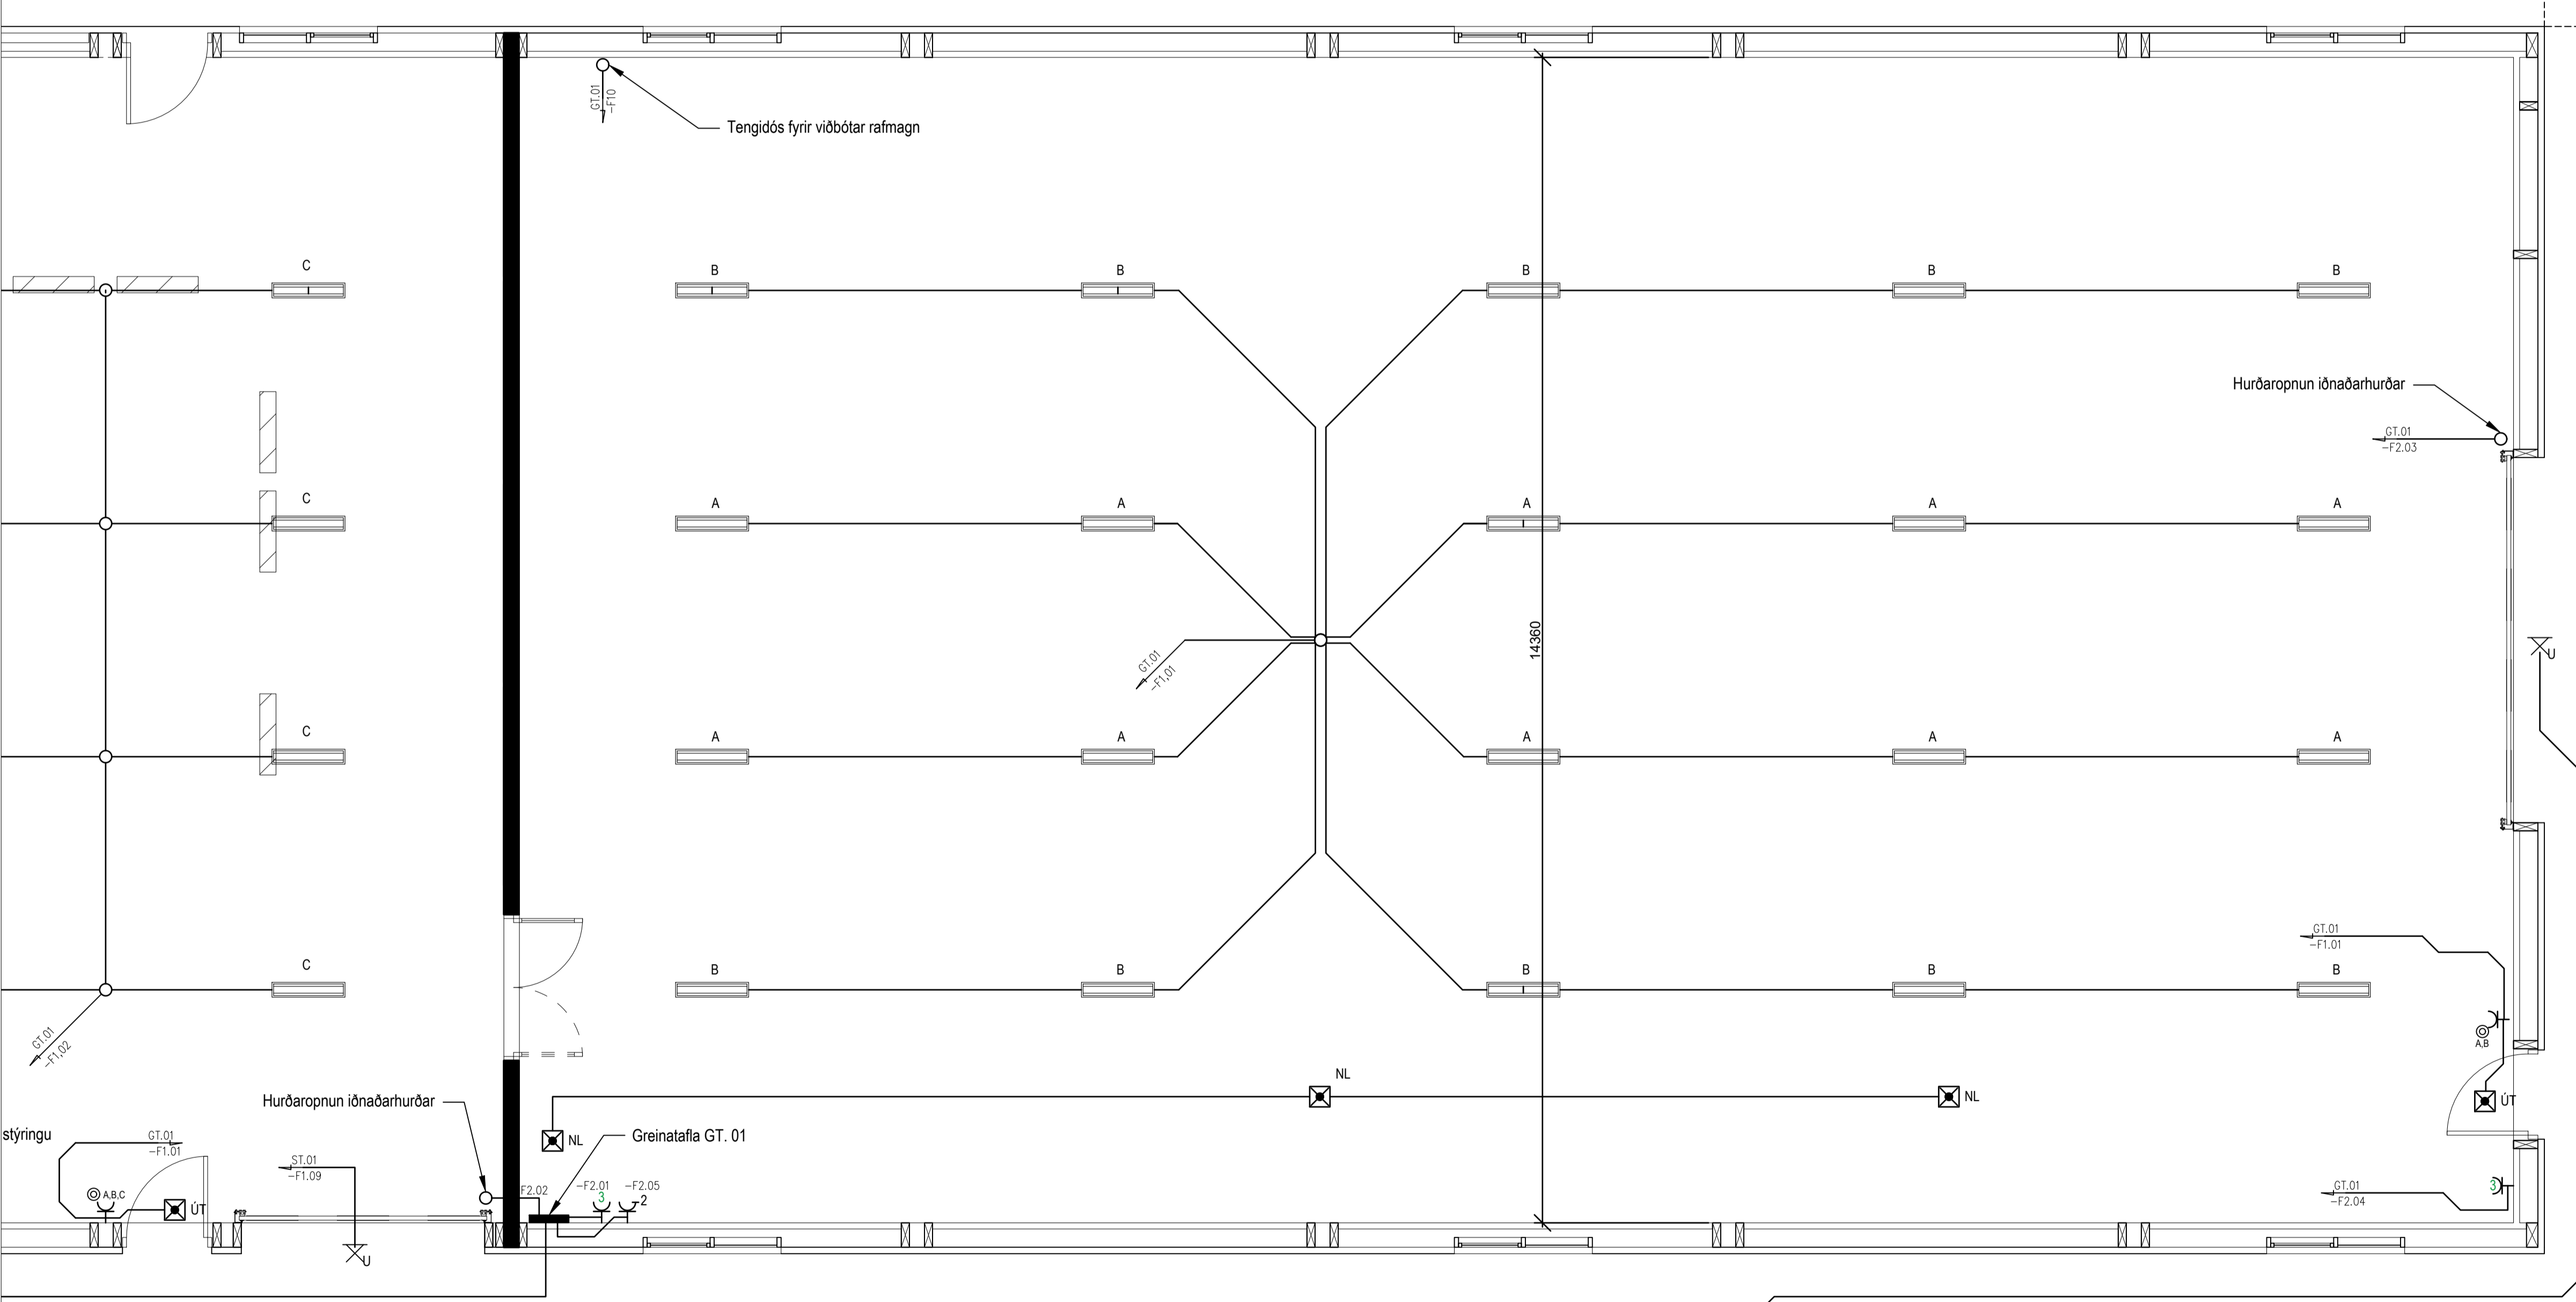 GT.01
-F10
Tengidós fyrir viðbótar rafmagn
C
B
B
B
B
B
Hurðaropnun iðnaðarhurðar
GT.01
-F2.03
C
A
A
A
A
A
14360
GT.01
-F1,01
U
C
A
A
A
A
A
GT.01
-F1.01
C
B
B
B
B
B
GT.01
-F1,02
A,B
NL
NL
ÚT
Hurðaropnun iðnaðarhurðar
stýringu
GT.01
-F1.01
NL
Greinatafla GT. 01
ST.01
-F1.09
A,B,C
ÚT
F2.02
-F2.01
-F2.05
3
2
3
GT.01
-F2.04
U